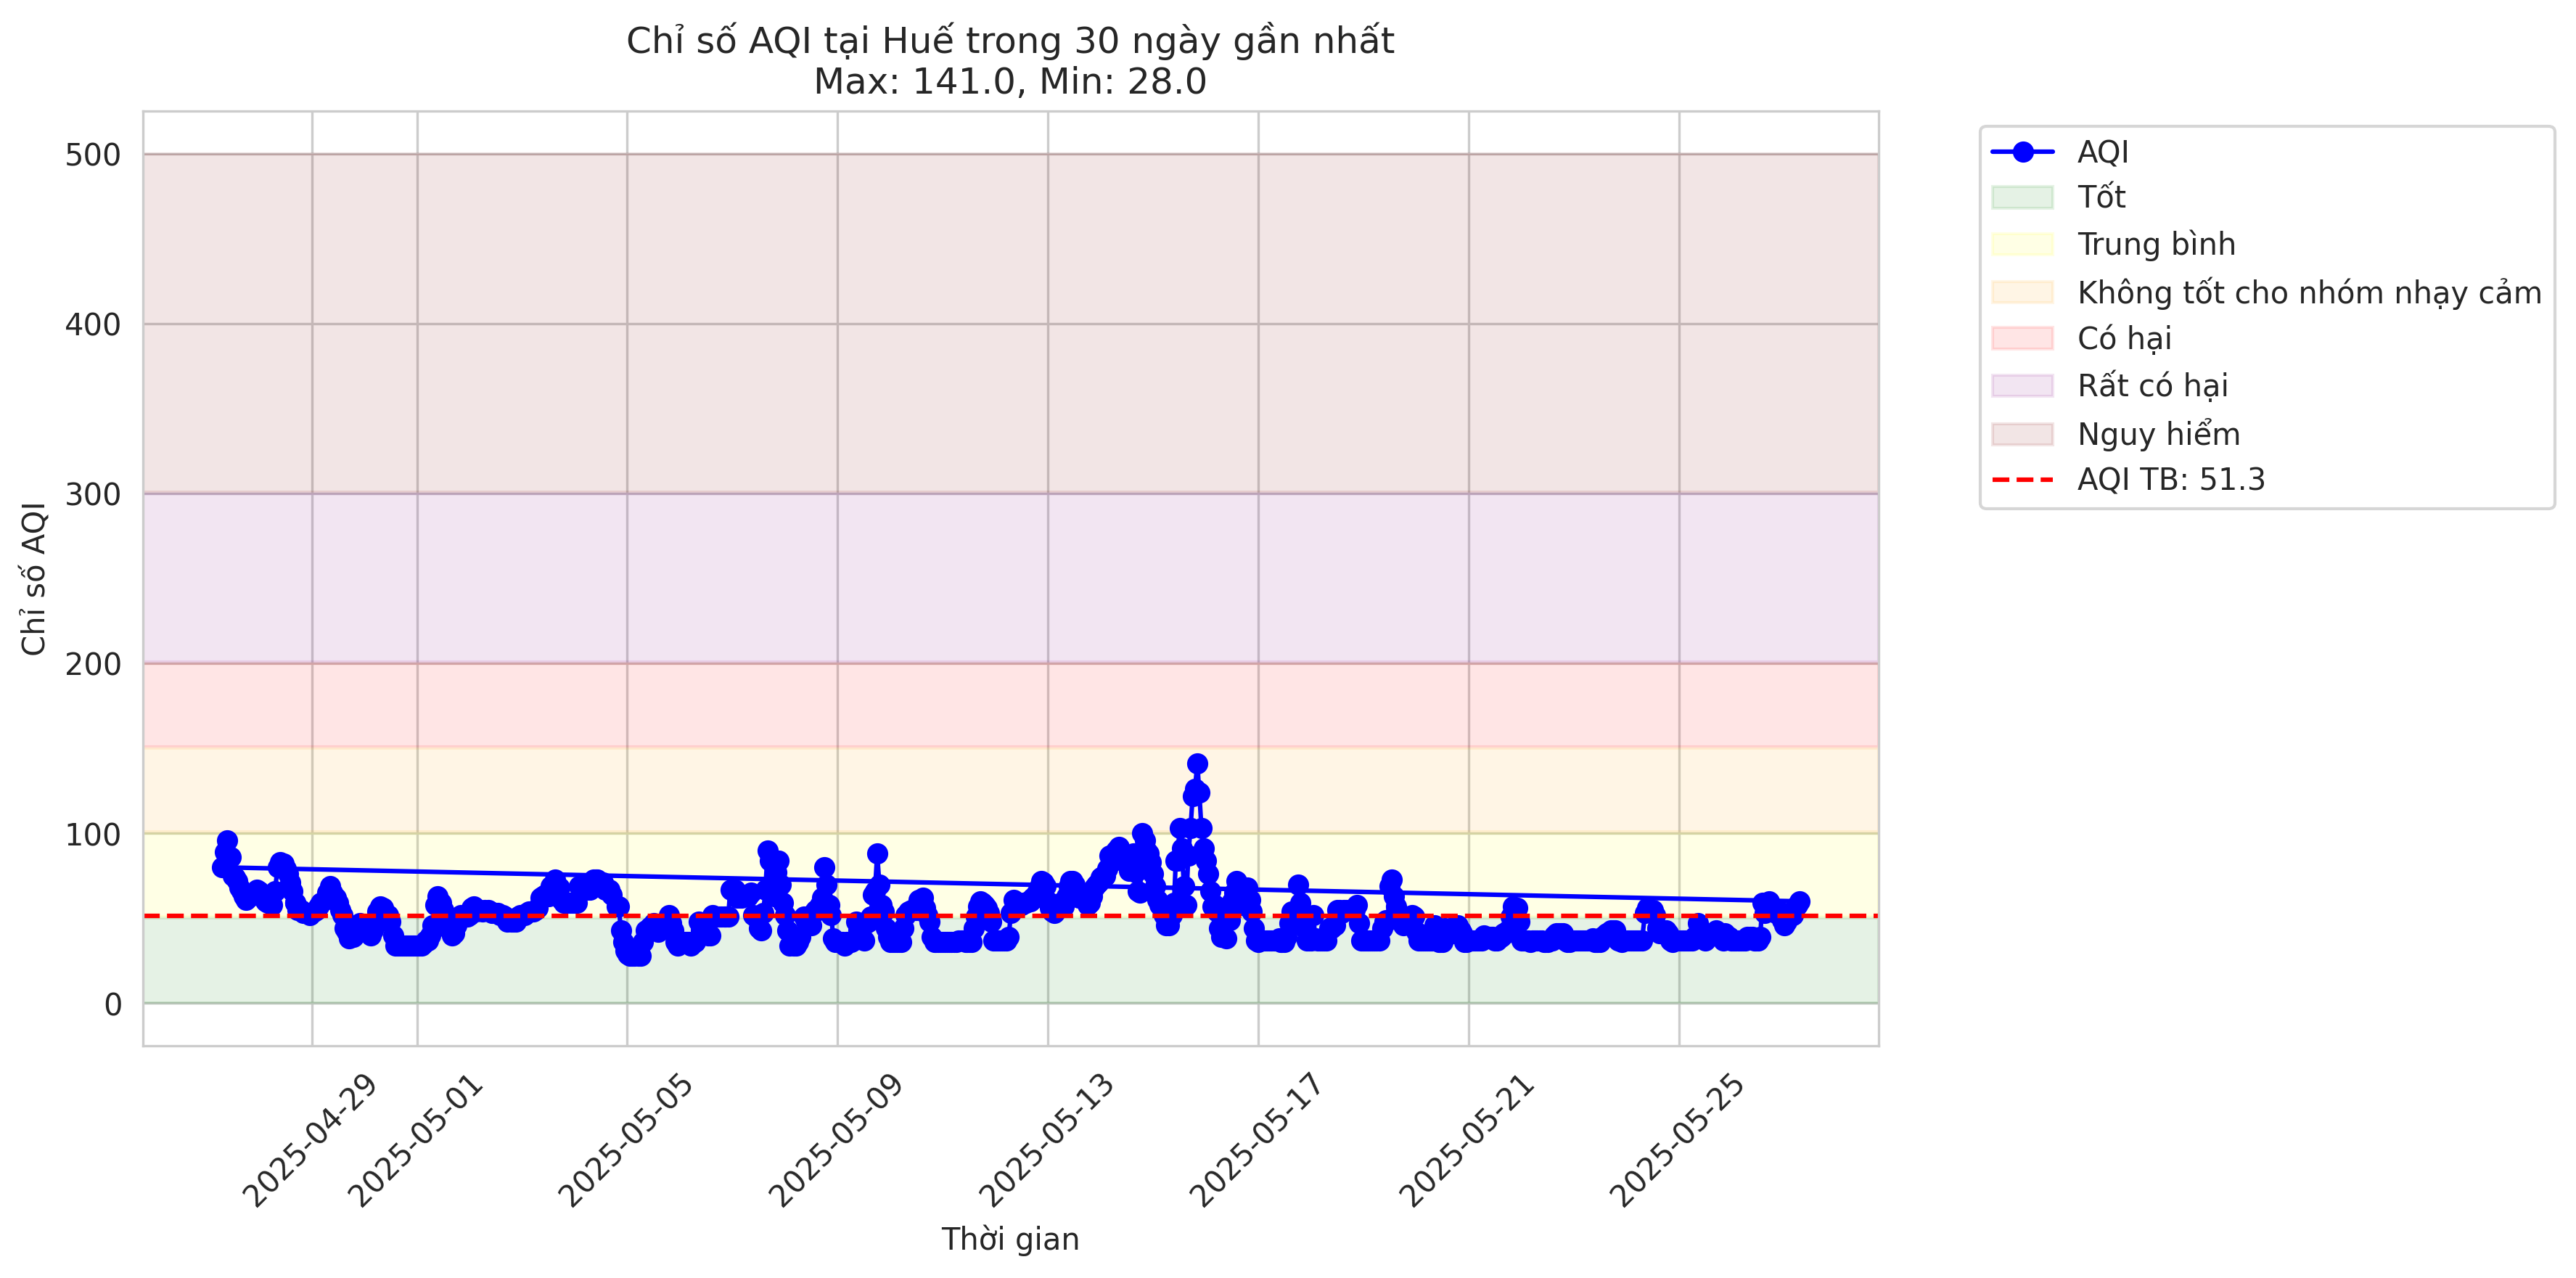 Chỉ số AQI tại Huế trong 30 ngày gần nhất
Max: 141.0, Min: 28.0
Chỉ số AQI
500
400
300
200
100
0
2025-04-29
2025-05-01
2025-05-05
2025-05-09
2025-05-13
2025-05-17
2025-05-21
2025-05-25
Thời gian
AQI
Tốt
Trung bình
Không tốt cho nhóm nhạy cảm
Có hại
Rất có hại
Nguy hiểm
AQI TB: 51.3